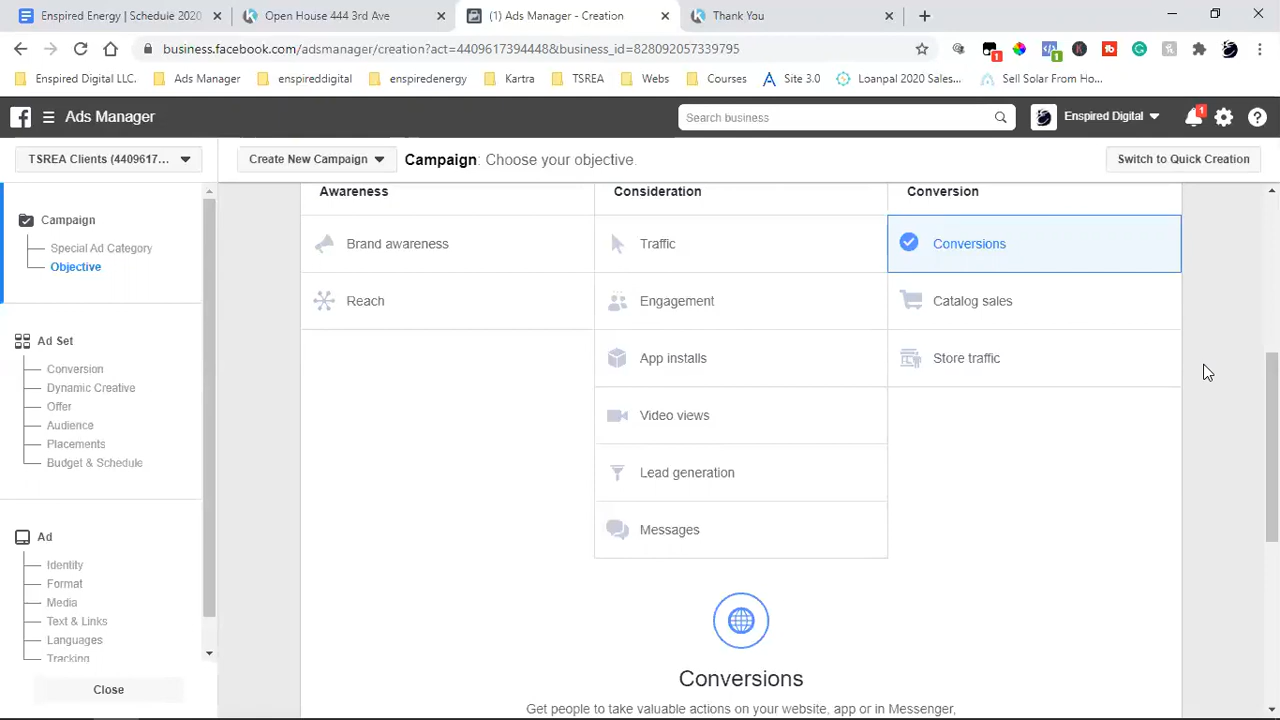 Enspired Energy | Schedule 2020
Open House 444 3rd Ave
(1) Ads Manager - Creation
Thank You
business.facebook.com/adsmanager/creation?act=4409617394448&business_id=828092057339795
1
1
Enspired Digital LLC.
Ads Manager
enspireddigital
enspiredenergy
Kartra
TSREA
Webs
Courses
Site 3.0
Loanpal 2020 Sales...
Sell Solar From Ho...
Ads Manager
Search business
Enspired Digital
1
TSREA Clients (4409617...
Create New Campaign
Campaign: Choose your objective.
Switch to Quick Creation
Campaign
Special Ad Category
Objective
Ad Set
Conversion
Dynamic Creative
Offer
Audience
Placements
Budget & Schedule
Ad
Identity
Format
Media
Text & Links
Languages
Tracking
Close
Awareness
Consideration
Conversion
Brand awareness
Traffic
Conversions
Reach
Engagement
Catalog sales
App installs
Store traffic
Video views
Lead generation
Messages
Conversions
Get people to take valuable actions on your website, app or in Messenger,